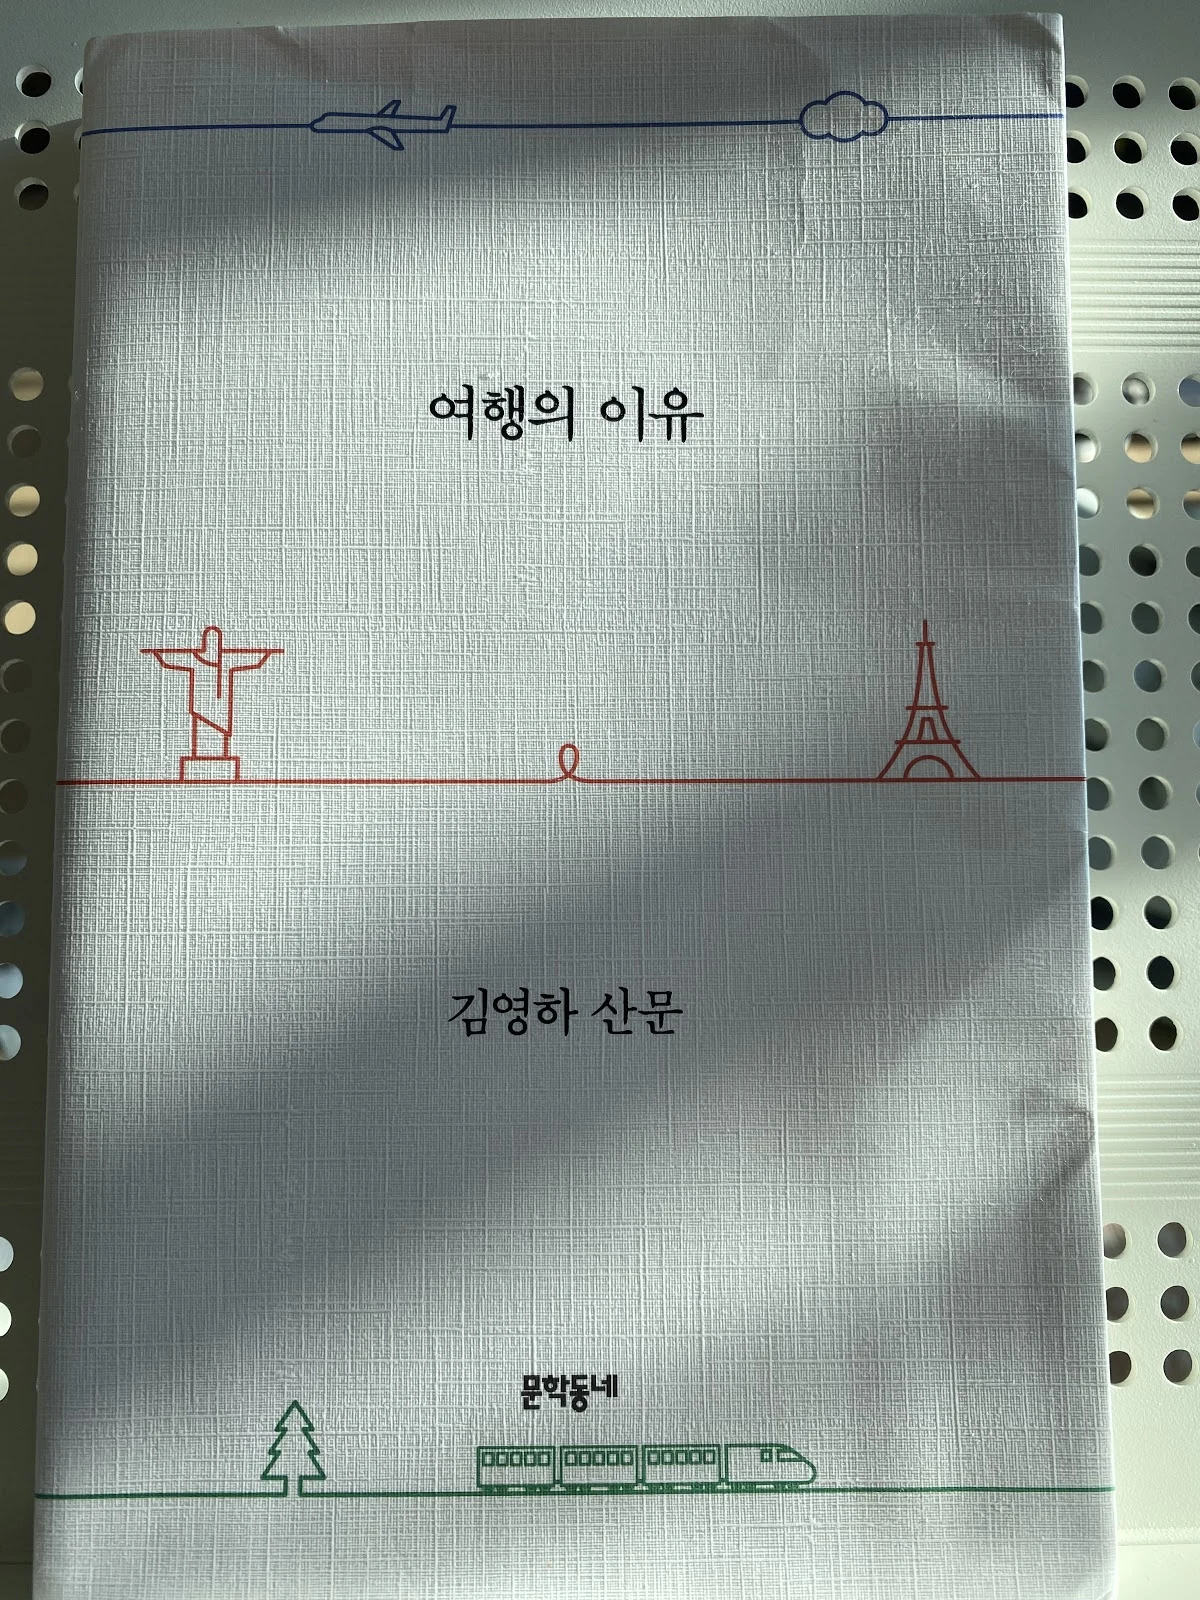 여행의 이유
김영하 산문
문학동네